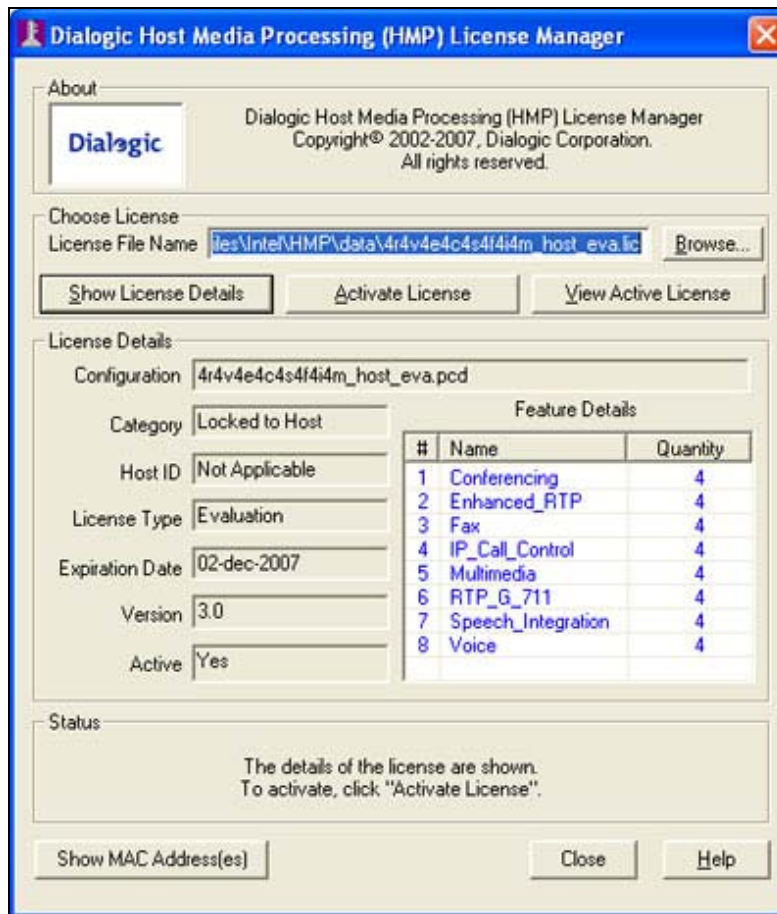 Dialogic Host Media Processing (HMP) License Manager
About
Dialogic
Dialogic Host Media Processing (HMP) License Manager
Copyright© 2002-2007, Dialogic Corporation.
All rights reserved.
Choose License
License File Name iles\Intel\HMP\data\4r4v4e4c4s4f4i4m_host_eva.lic Browse...
Show License Details Activate License View Active License
License Details
Configuration 4r4v4e4c4s4f4i4m_host_eva.pcd
Category Locked to Host
Host ID Not Applicable
License Type Evaluation
Expiration Date 02-dec-2007
Version 3.0
Active Yes
Feature Details
# Name Quantity
1 Conferencing 4
2 Enhanced_RTP 4
3 Fax 4
4 IP_Call_Control 4
5 Multimedia 4
6 RTP_G_711 4
7 Speech_Integration 4
8 Voice 4
Status
The details of the license are shown.
To activate, click "Activate License".
Show MAC Address(es) Close Help